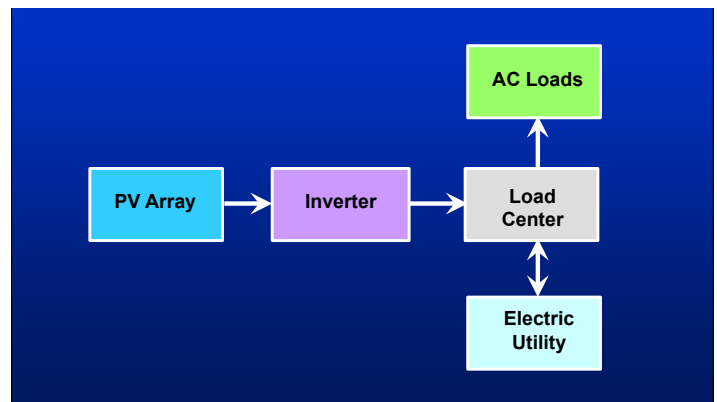 AC Loads
PV Array
Inverter
Load
Center
Electric
Utility